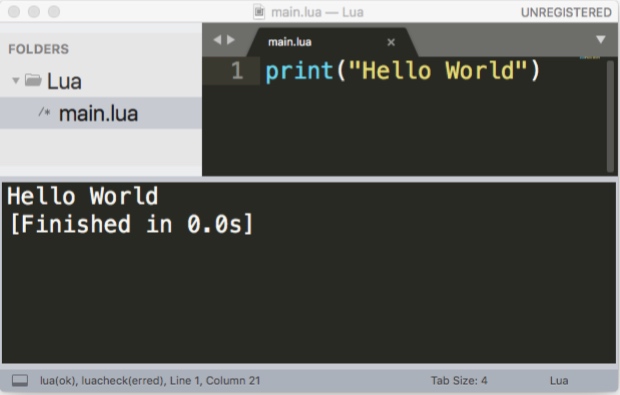 main.lua — Lua
UNREGISTERED
FOLDERS
Lua
/* main.lua
main.lua ×
1 print("Hello World")
Hello World
[Finished in 0.0s]
lua(ok), luacheck(erred), Line 1, Column 21
Tab Size: 4
Lua